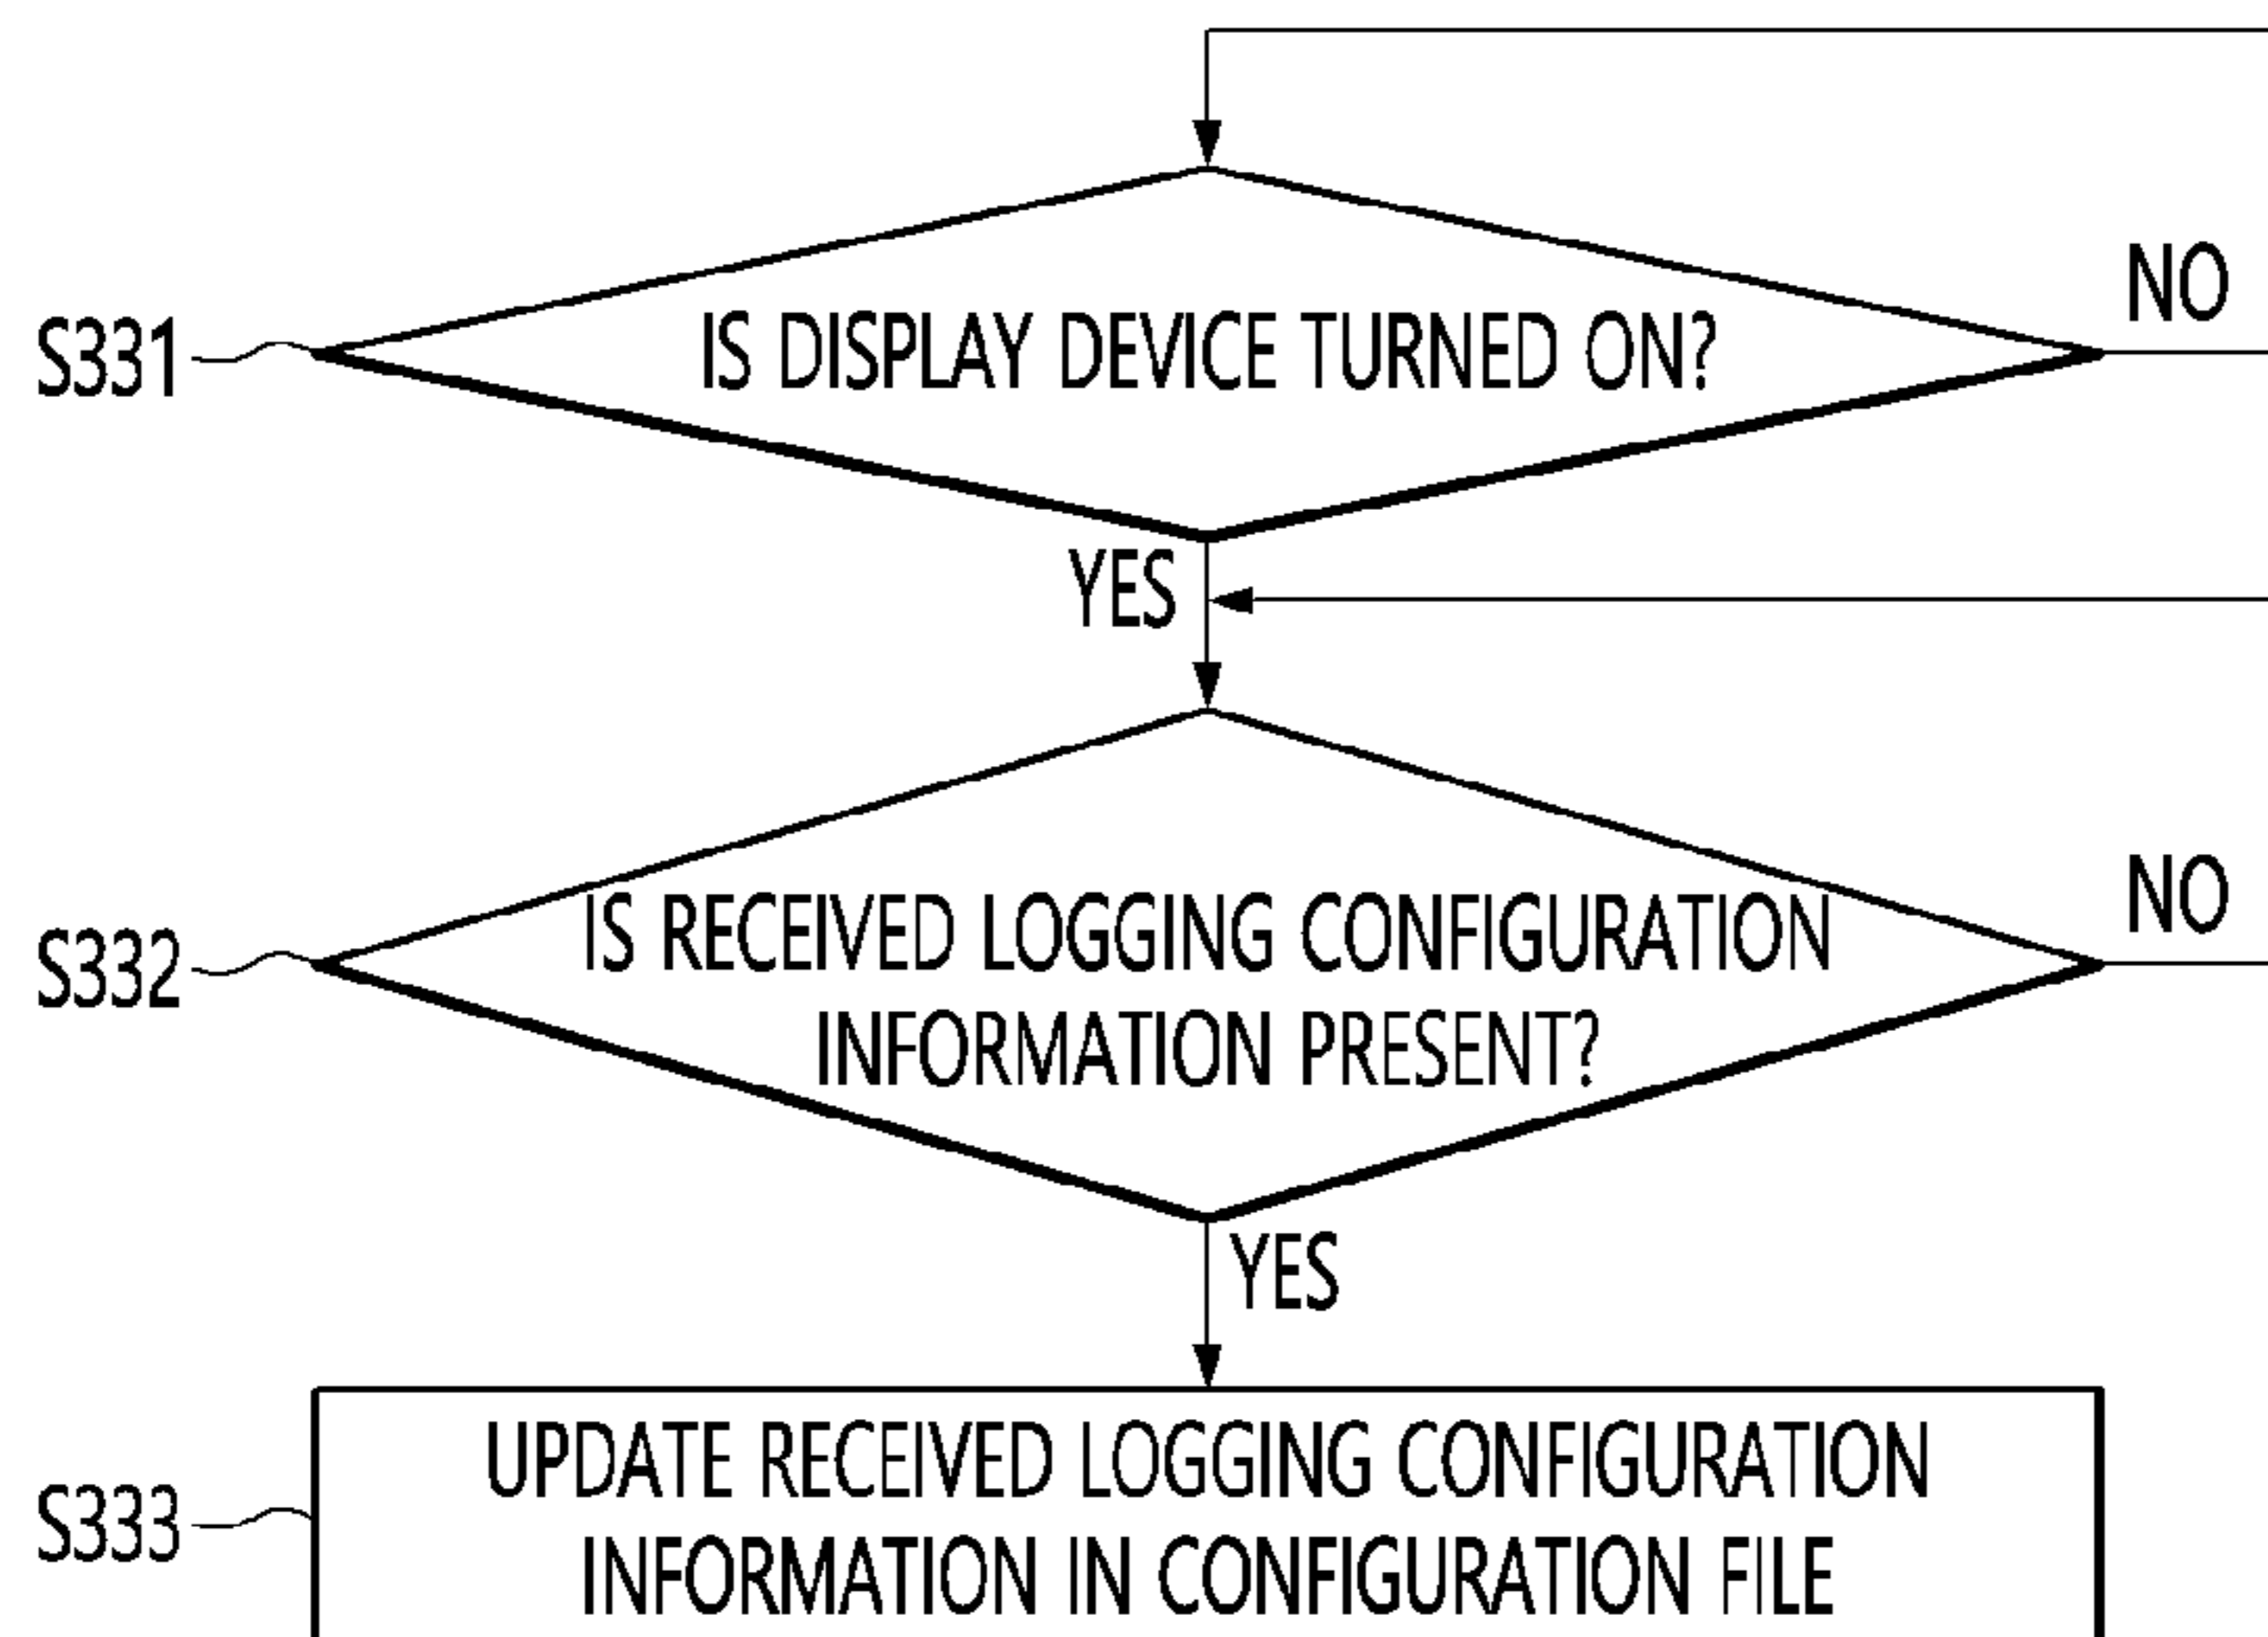 NO
S331
IS DISPLAY DEVICE TURNED ON?
YES
NO
S332
IS RECEIVED LOGGING CONFIGURATION
INFORMATION PRESENT?
YES
S333
UPDATE RECEIVED LOGGING CONFIGURATION
INFORMATION IN CONFIGURATION FILE